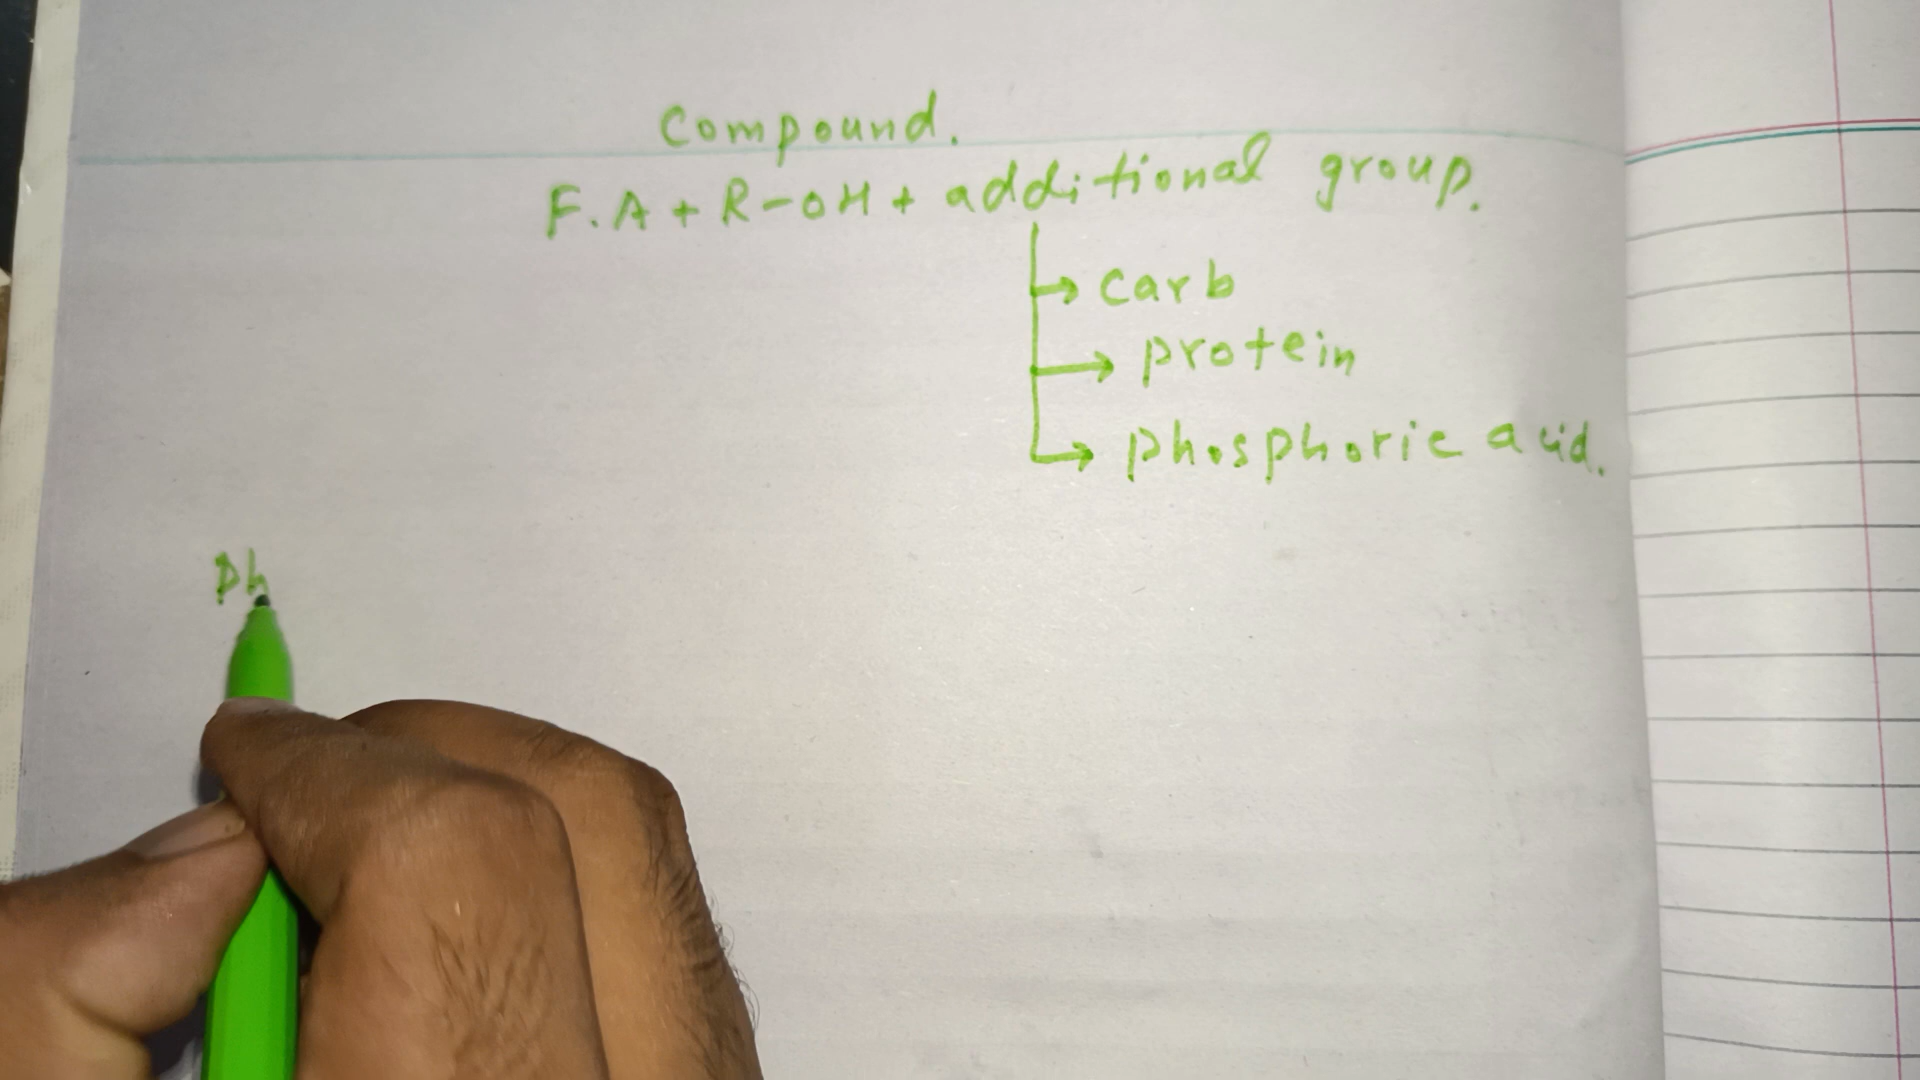 Compound.
F.A + R-OH + additional group.
→ carb
→ protein
→ phosphoric acid.
Ph